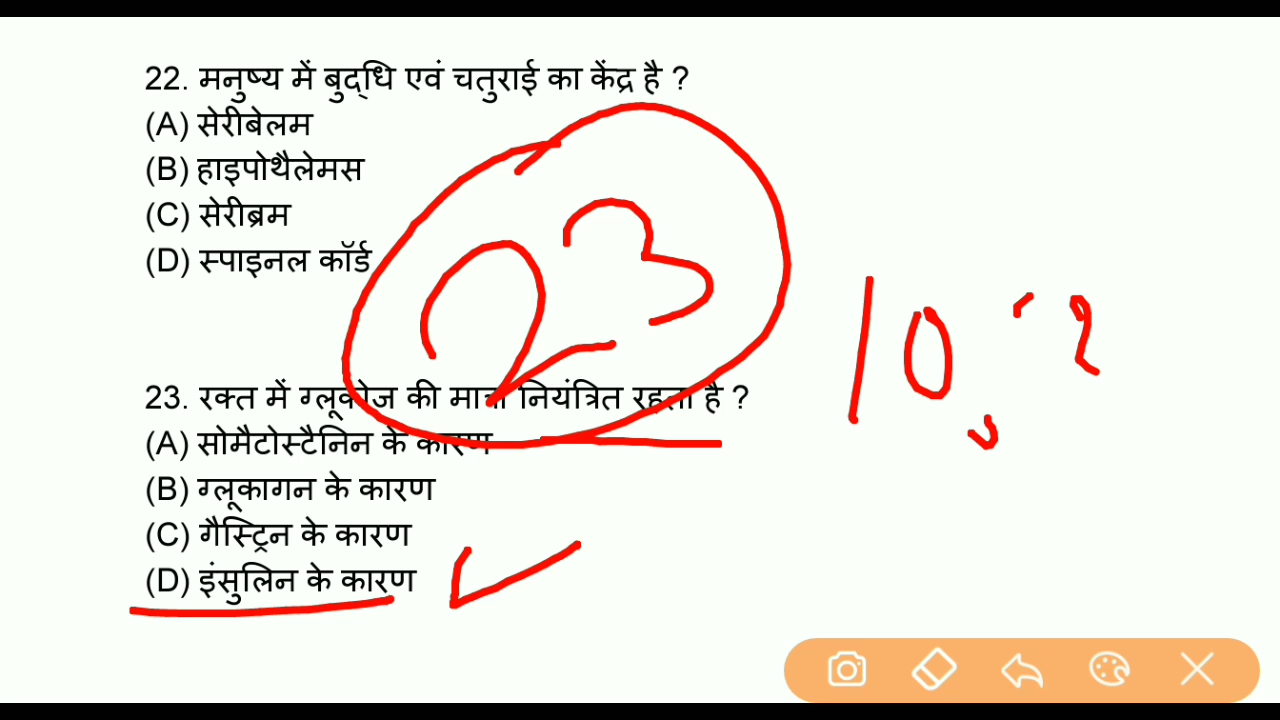 22. मनुष्य में बुद्धि एवं चतुराई का केंद्र है ?
(A) सेरीबेलम
(B) हाइपोथैलेमस
(C) सेरीब्रम
(D) स्पाइनल कॉर्ड
23
10
23. रक्त में ग्लूकोज की मात्रा नियंत्रित रहता है ?
(A) सोमैटोस्टैनिन के कारण
(B) ग्लूकागन के कारण
(C) गैस्ट्रिन के कारण
(D) इंसुलिन के कारण